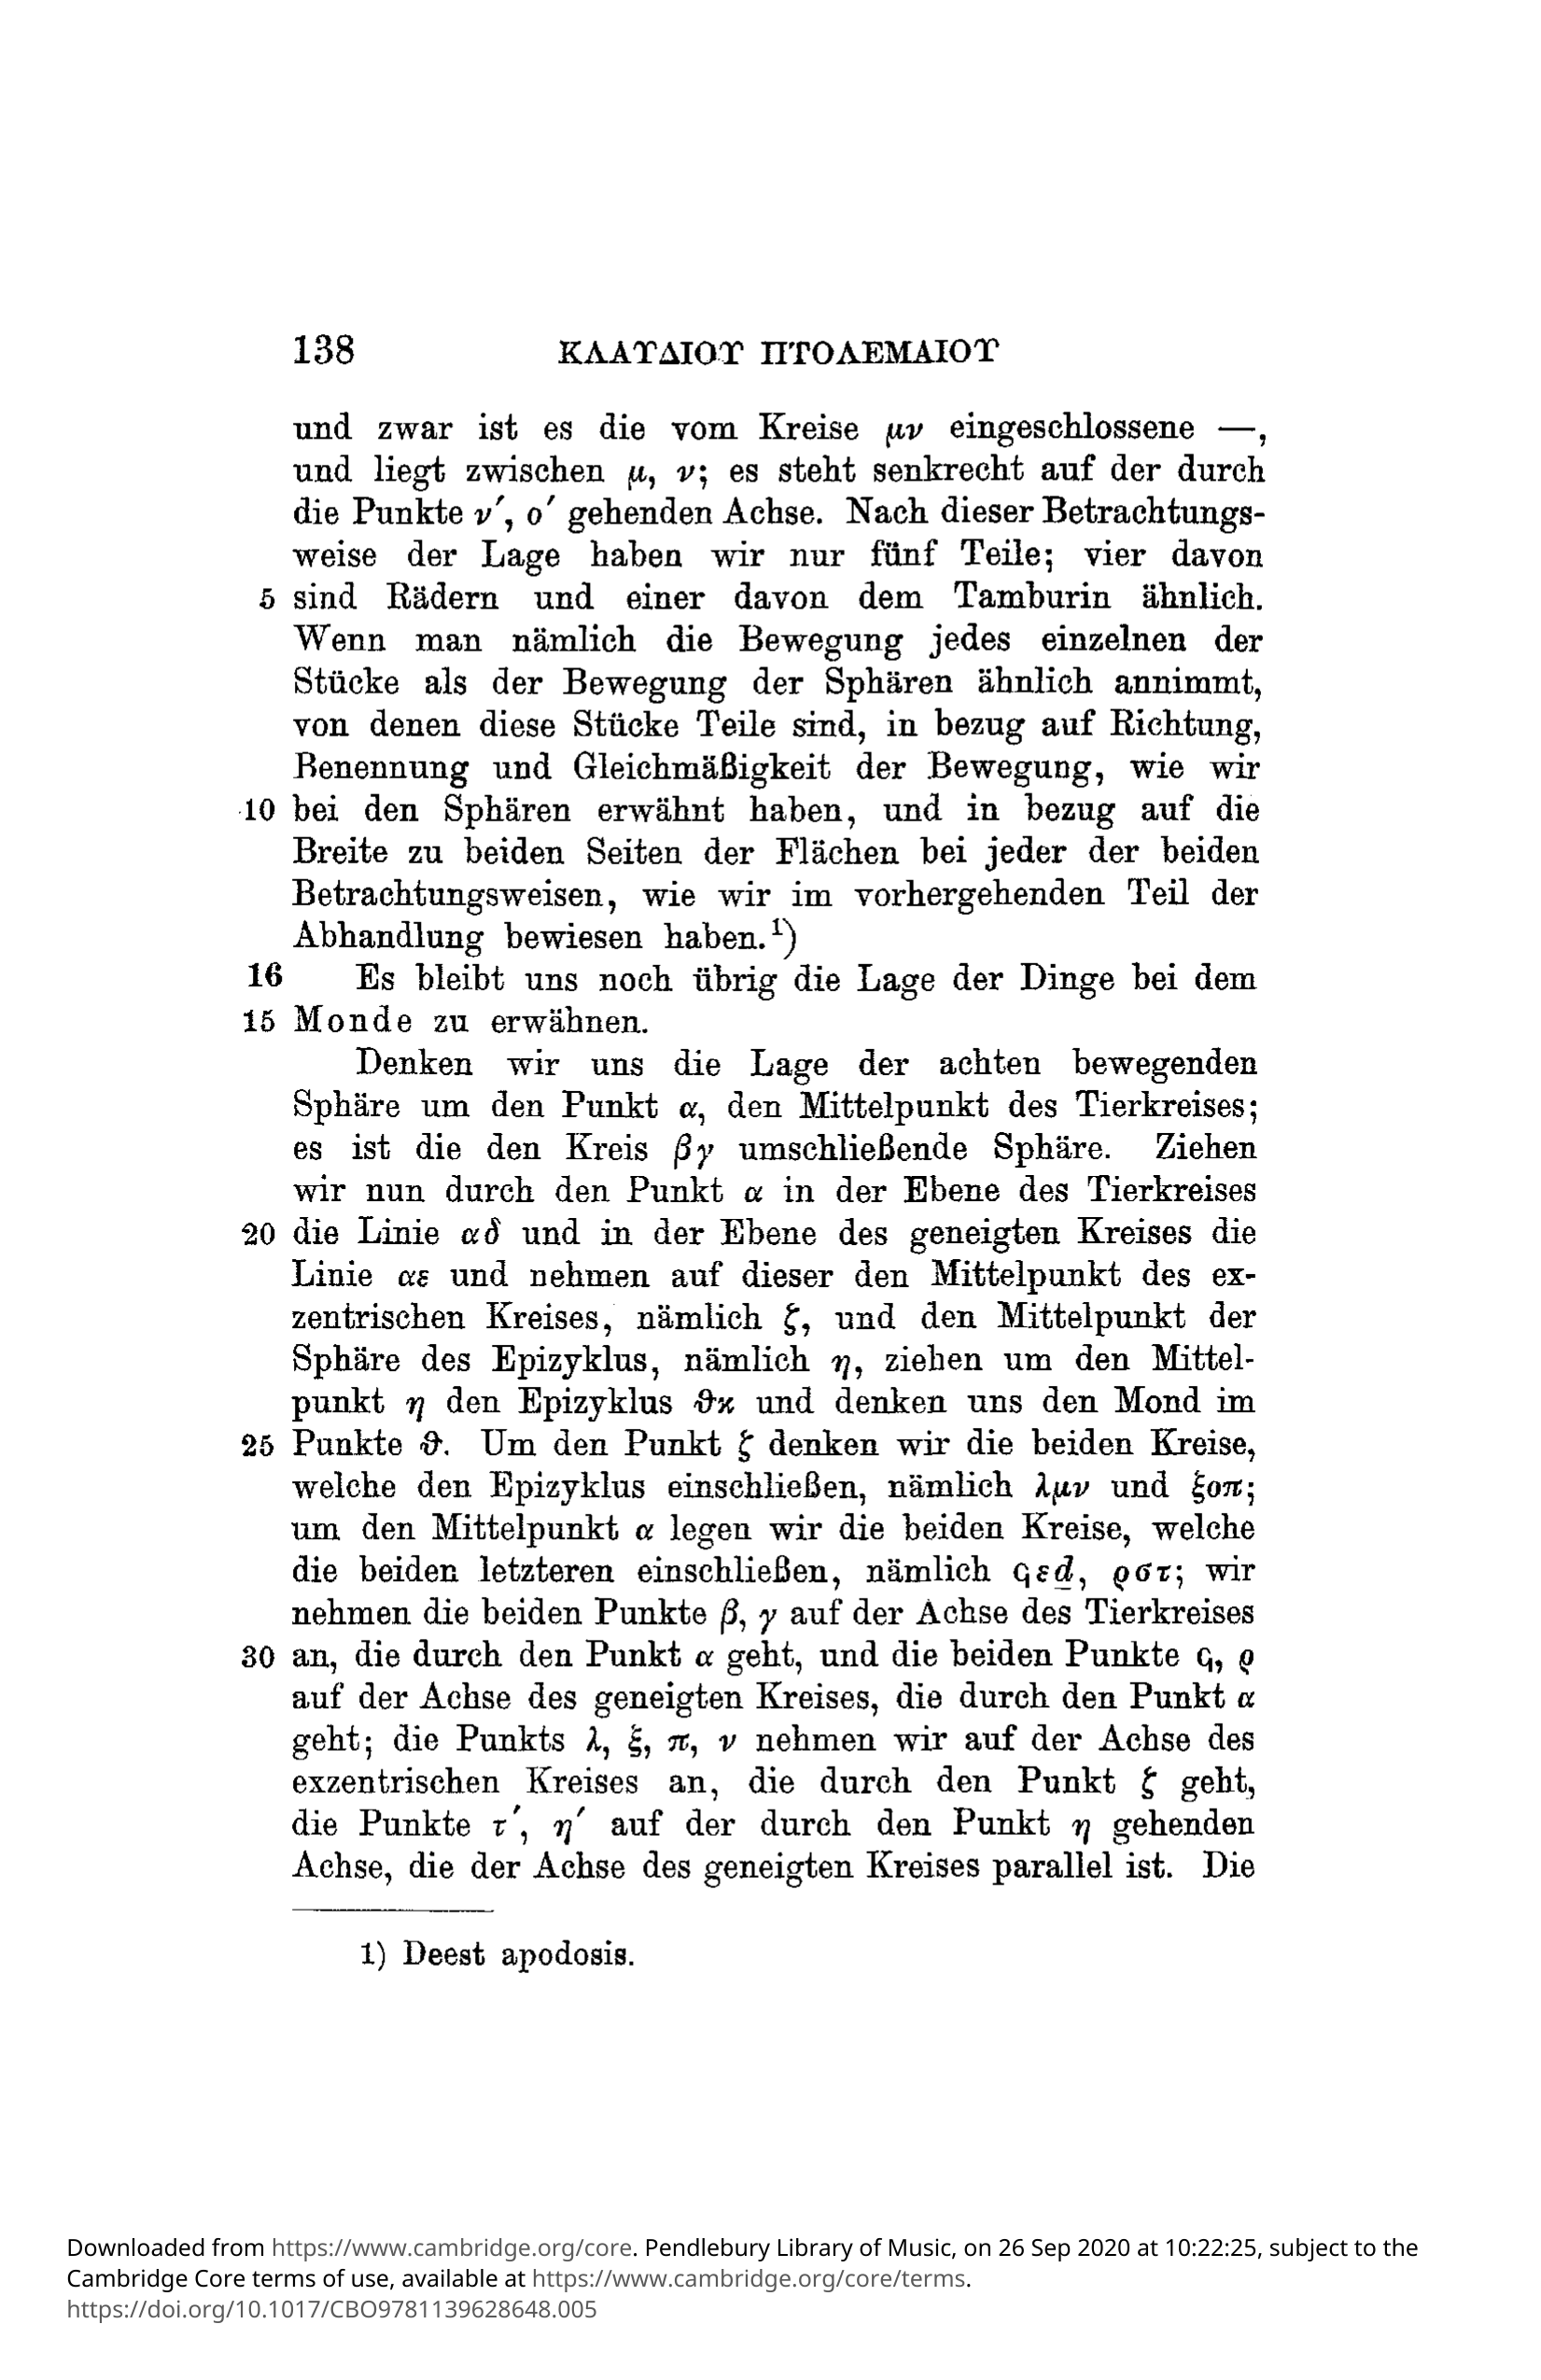 138 ΚΛΑΥΔΙΟΥ ΠΤΟΛΕΜΑΙΟΥ
und zwar ist es die vom Kreise μν eingeschlossene —,
und liegt zwischen μ, ν; es steht senkrecht auf der durch
die Punkte ν′, ο′ gehenden Achse. Nach dieser Betrachtungs-
weise der Lage haben wir nur fünf Teile; vier davon
5 sind Rädern und einer davon dem Tamburin ähnlich.
Wenn man nämlich die Bewegung jedes einzelnen der
Stücke als der Bewegung der Sphären ähnlich annimmt,
von denen diese Stücke Teile sind, in bezug auf Richtung,
Benennung und Gleichmäßigkeit der Bewegung, wie wir
10 bei den Sphären erwähnt haben, und in bezug auf die
Breite zu beiden Seiten der Flächen bei jeder der beiden
Betrachtungsweisen, wie wir im vorhergehenden Teil der
Abhandlung bewiesen haben.¹)
16 Es bleibt uns noch übrig die Lage der Dinge bei dem
15 Monde zu erwähnen.
Denken wir uns die Lage der achten bewegenden
Sphäre um den Punkt α, den Mittelpunkt des Tierkreises;
es ist die den Kreis βγ umschließende Sphäre. Ziehen
wir nun durch den Punkt α in der Ebene des Tierkreises
20 die Linie αδ und in der Ebene des geneigten Kreises die
Linie αε und nehmen auf dieser den Mittelpunkt des ex-
zentrischen Kreises, nämlich ζ, und den Mittelpunkt der
Sphäre des Epizyklus, nämlich η, ziehen um den Mittel-
punkt η den Epizyklus ϑκ und denken uns den Mond im
25 Punkte ϑ. Um den Punkt ζ denken wir die beiden Kreise,
welche den Epizyklus einschließen, nämlich λμν und ξοπ;
um den Mittelpunkt α legen wir die beiden Kreise, welche
die beiden letzteren einschließen, nämlich ϥεd̲, ϱστ; wir
nehmen die beiden Punkte β, γ auf der Achse des Tierkreises
30 an, die durch den Punkt α geht, und die beiden Punkte ϥ, ϱ
auf der Achse des geneigten Kreises, die durch den Punkt α
geht; die Punkts λ, ξ, π, ν nehmen wir auf der Achse des
exzentrischen Kreises an, die durch den Punkt ζ geht,
die Punkte τ′, η′ auf der durch den Punkt η gehenden
Achse, die der Achse des geneigten Kreises parallel ist. Die
1) Deest apodosis.
Downloaded from https://www.cambridge.org/core. Pendlebury Library of Music, on 26 Sep 2020 at 10:22:25, subject to the
Cambridge Core terms of use, available at https://www.cambridge.org/core/terms.
https://doi.org/10.1017/CBO9781139628648.005